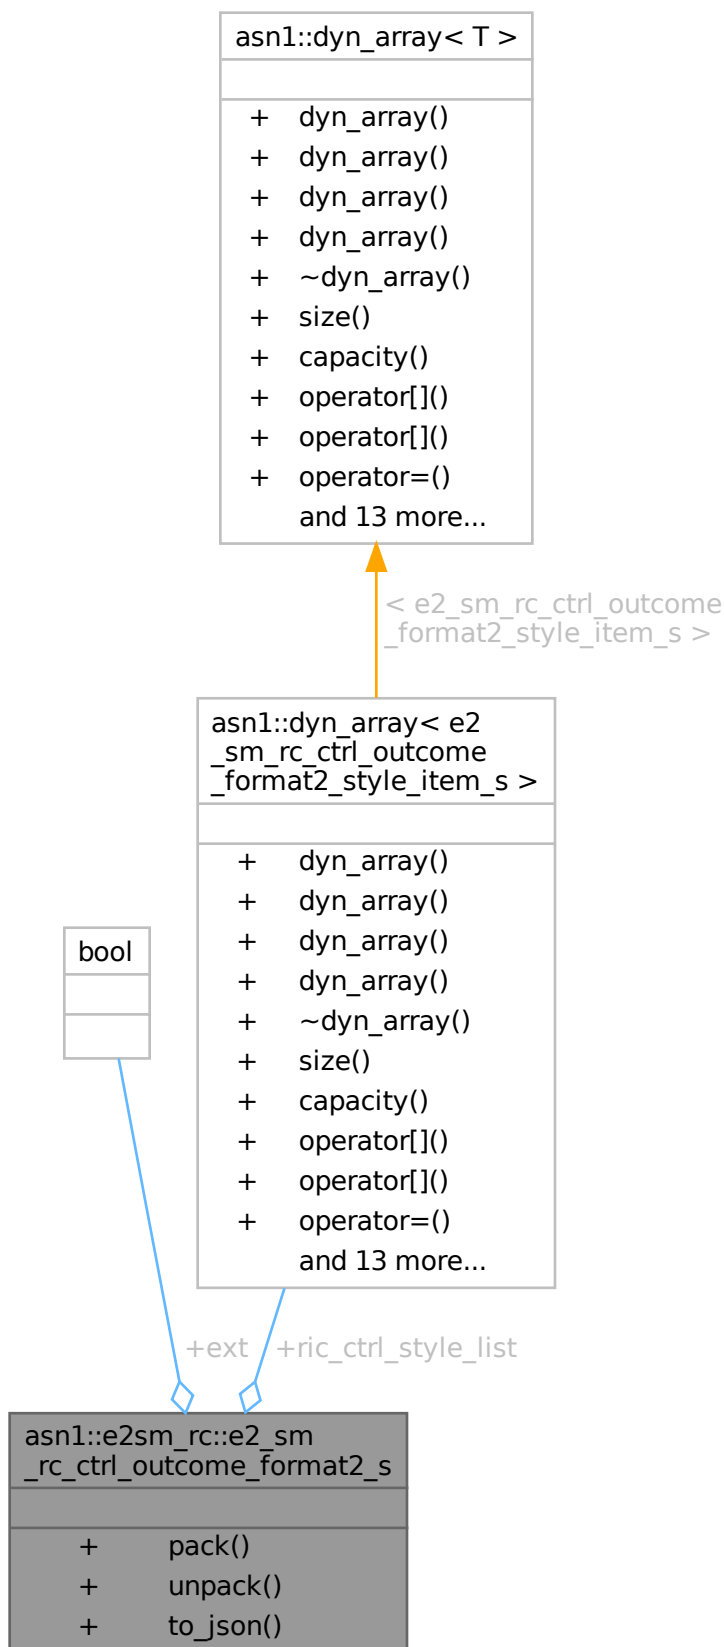 asn1::dyn_array< T >
+ dyn_array()
+ dyn_array()
+ dyn_array()
+ dyn_array()
+ ~dyn_array()
+ size()
+ capacity()
+ operator[]()
+ operator[]()
+ operator=()
and 13 more...
< e2_sm_rc_ctrl_outcome
_format2_style_item_s >
asn1::dyn_array< e2
_sm_rc_ctrl_outcome
_format2_style_item_s >
+ dyn_array()
+ dyn_array()
+ dyn_array()
+ dyn_array()
+ ~dyn_array()
+ size()
+ capacity()
+ operator[]()
+ operator[]()
+ operator=()
and 13 more...
bool
+ext
+ric_ctrl_style_list
asn1::e2sm_rc::e2_sm
_rc_ctrl_outcome_format2_s
+ pack()
+ unpack()
+ to_json()